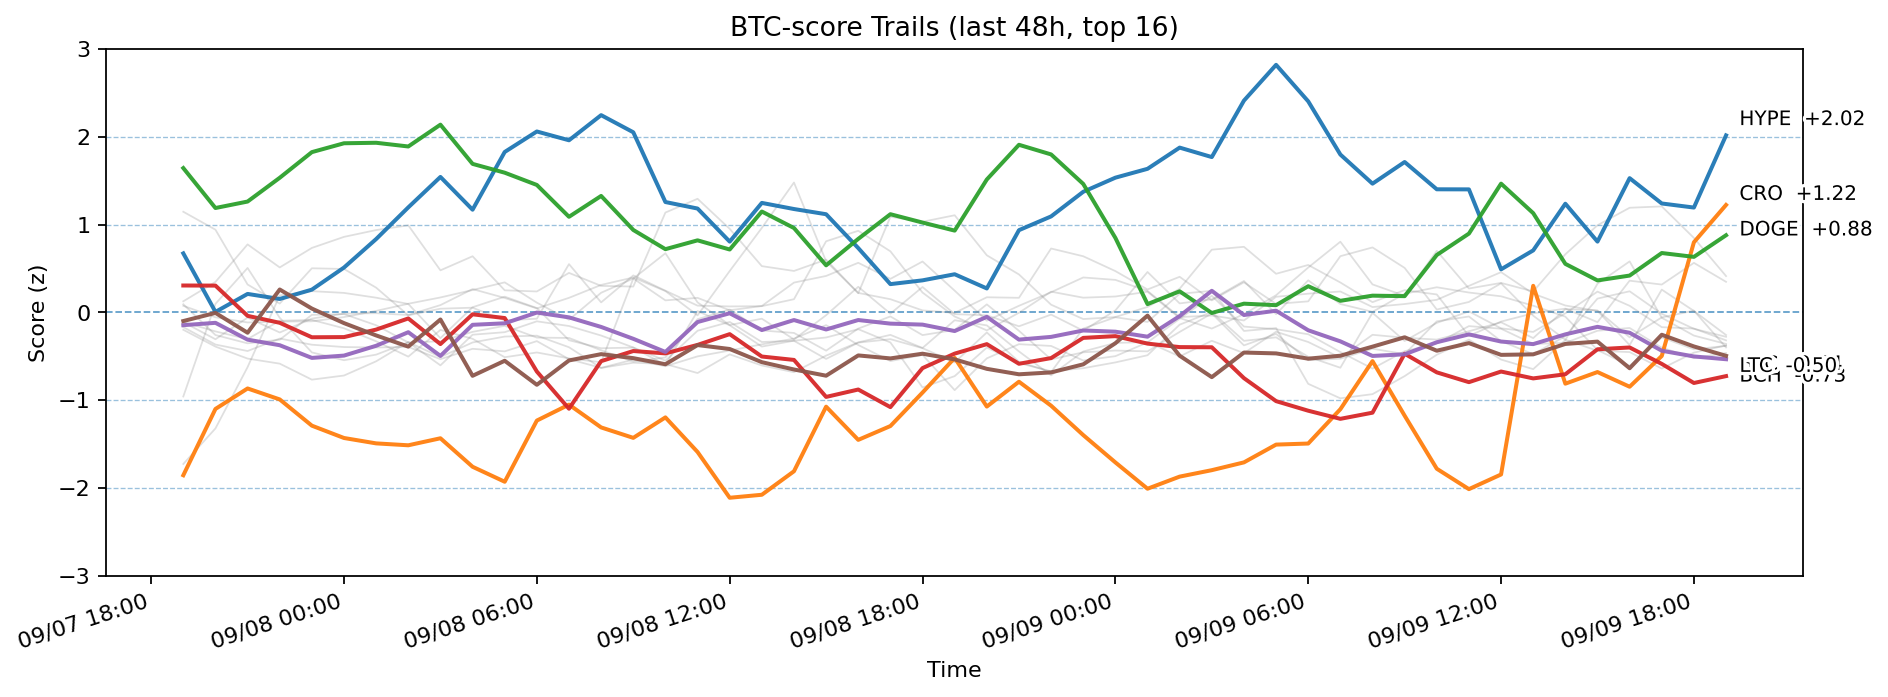 BTC-score Trails (last 48h, top 16)
3
2
1
0
−1
−2
−3
Score (z)
HYPE +2.02
CRO +1.22
DOGE +0.88
LTC -0.50
BCH -0.73
09/07 18:00
09/08 00:00
09/08 06:00
09/08 12:00
09/08 18:00
09/09 00:00
09/09 06:00
09/09 12:00
09/09 18:00
Time